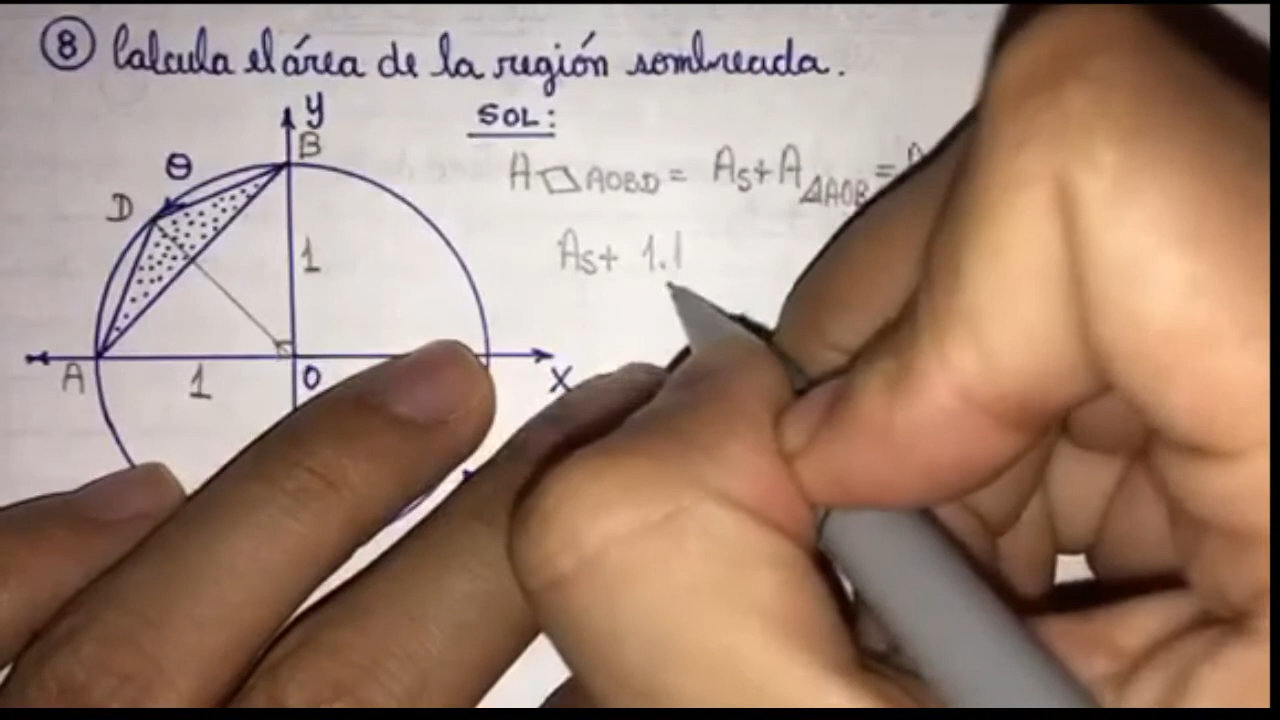 8 Calcula el área de la región sombreada.
y
SOL:
B
θ
D
A▱AOBD = As + A△AOB =
1
As + 1.1
A
1
O
X